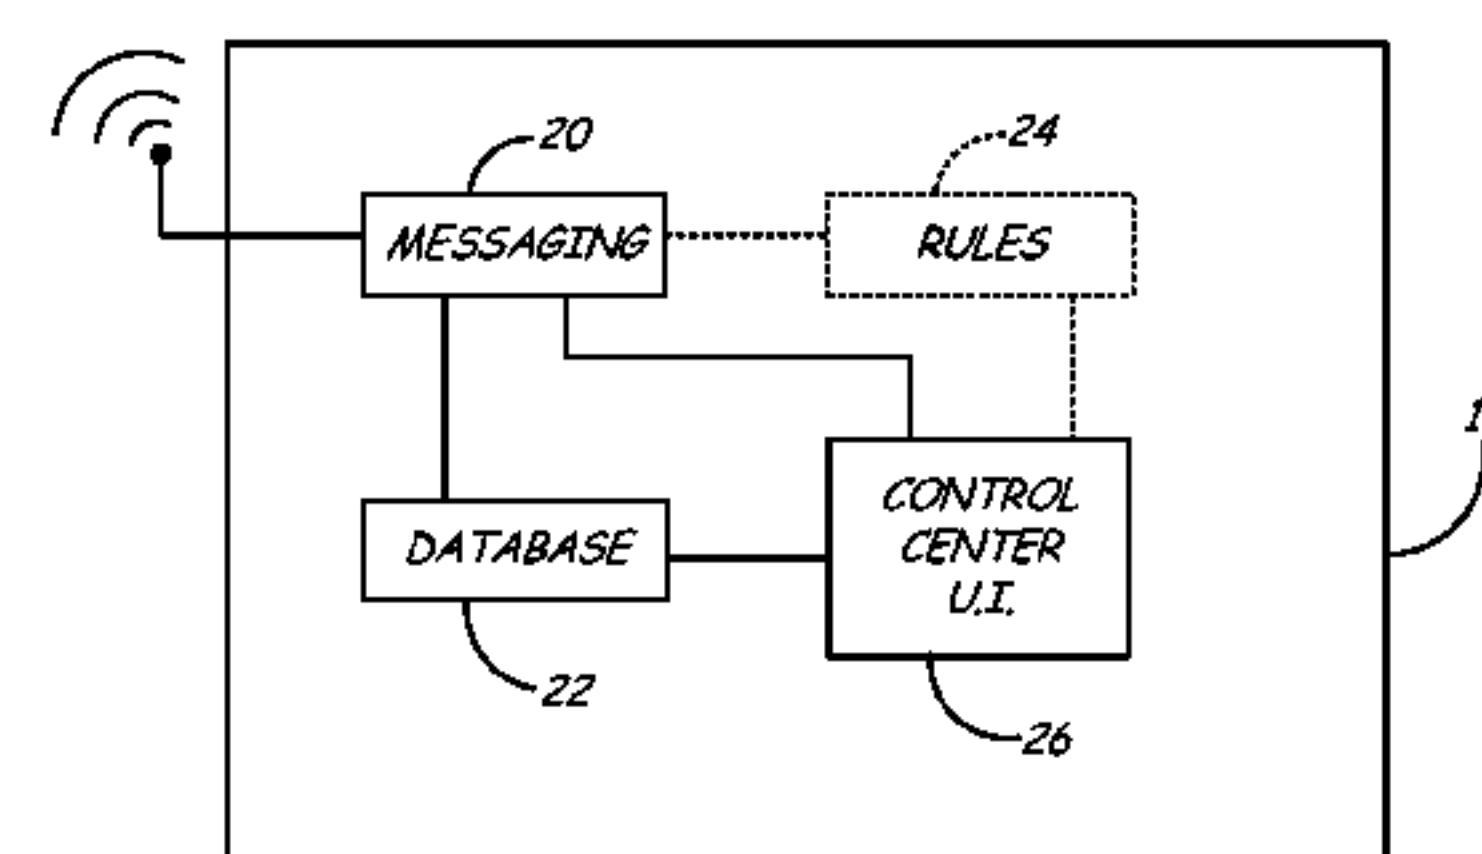 20
24
MESSAGING
RULES
CONTROL
CENTER
U.I.
DATABASE
22
26